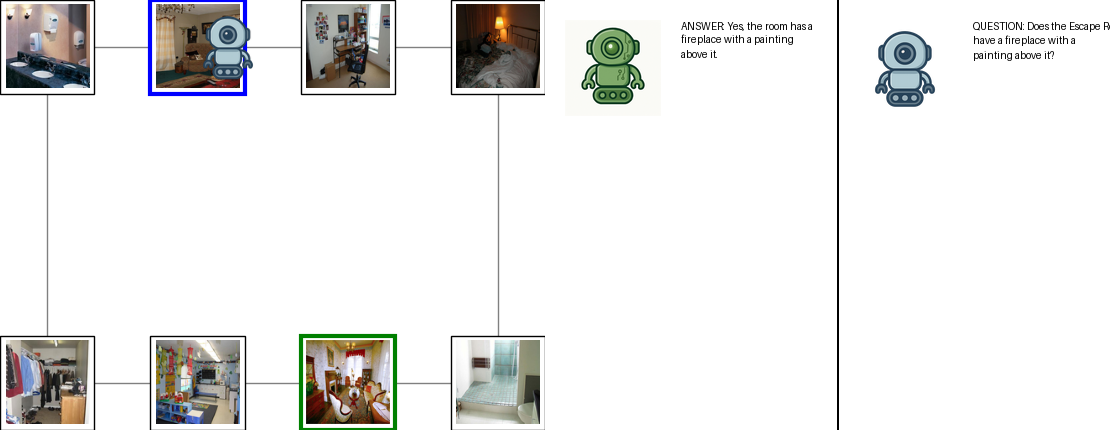 ANSWER: Yes, the room has a
fireplace with a painting
above it.
QUESTION: Does the Escape
have a fireplace with a
painting above it?